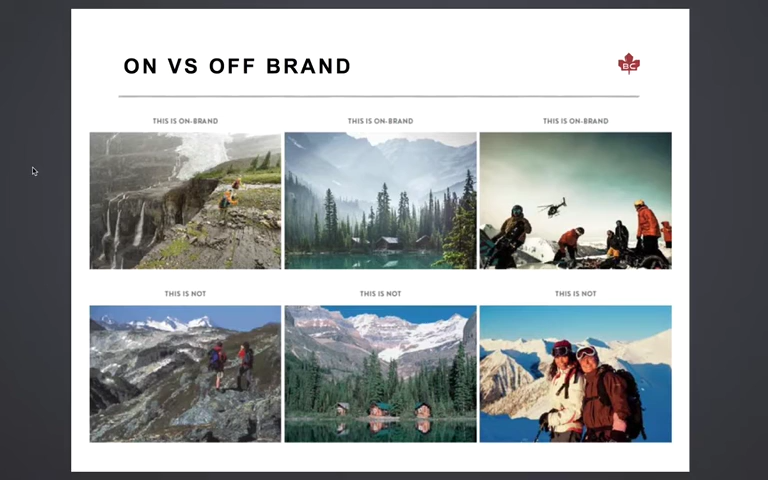 ON VS OFF BRAND
BC
THIS IS ON-BRAND
THIS IS ON-BRAND
THIS IS ON-BRAND
THIS IS NOT
THIS IS NOT
THIS IS NOT